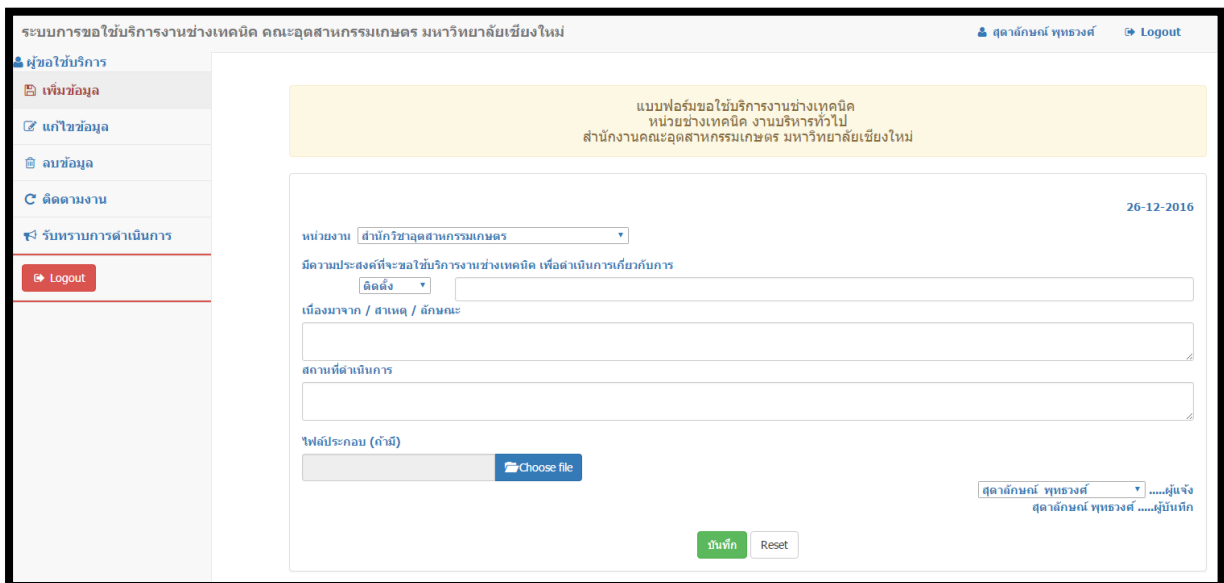 ระบบการขอใช้บริการงานช่างเทคนิค คณะอุตสาหกรรมเกษตร มหาวิทยาลัยเชียงใหม่
สุดาลักษณ์ พุทธวงศ์
Logout
ผู้ขอใช้บริการ
เพิ่มข้อมูล
แก้ไขข้อมูล
ลบข้อมูล
ติดตามงาน
รับทราบการดำเนินการ
Logout
แบบฟอร์มขอใช้บริการงานช่างเทคนิค
หน่วยช่างเทคนิค งานบริหารทั่วไป
สำนักงานคณะอุตสาหกรรมเกษตร มหาวิทยาลัยเชียงใหม่
26-12-2016
หน่วยงาน สำนักวิชาอุตสาหกรรมเกษตร
มีความประสงค์ที่จะขอใช้บริการงานช่างเทคนิค เพื่อดำเนินการเกี่ยวกับการ
ติดตั้ง
เนื่องมาจาก / สาเหตุ / ลักษณะ
สถานที่ดำเนินการ
ไฟล์ประกอบ (ถ้ามี)
Choose file
สุดาลักษณ์ พุทธวงศ์ .....ผู้แจ้ง
สุดาลักษณ์ พุทธวงศ์ .....ผู้บันทึก
บันทึก Reset